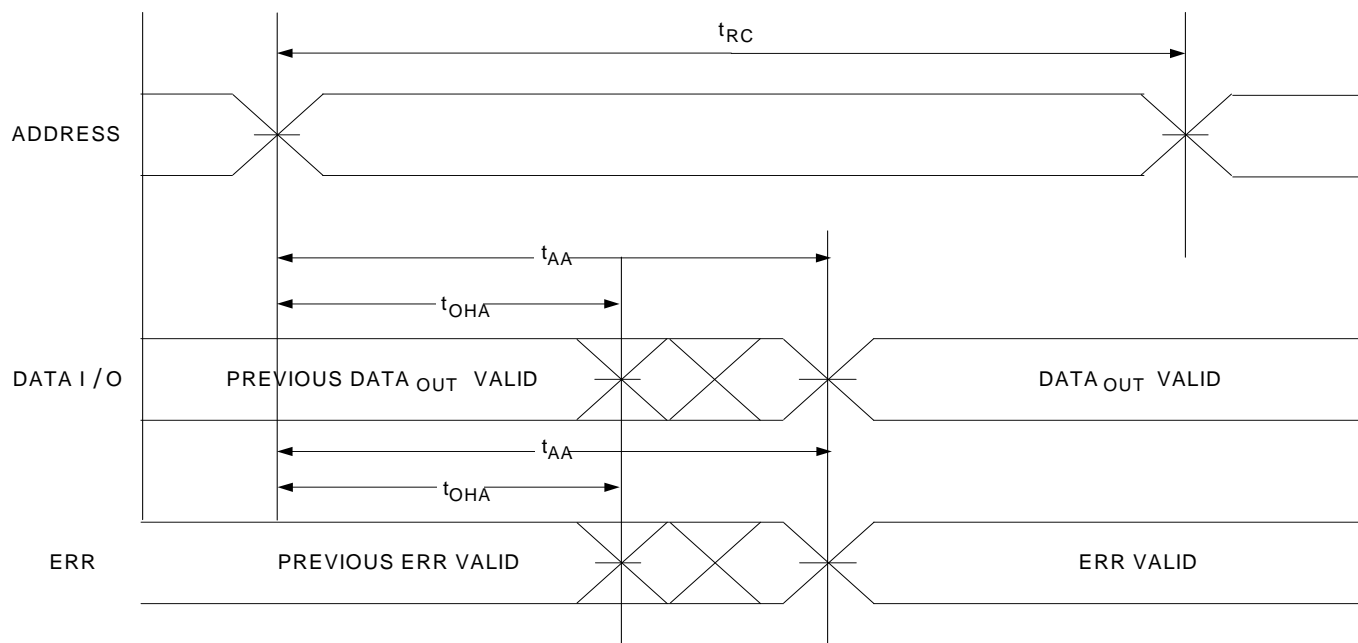 tRC
ADDRESS
tAA
tOHA
DATA I / O
PREVIOUS DATA OUT VALID
DATA OUT VALID
tAA
tOHA
ERR
PREVIOUS ERR VALID
ERR VALID